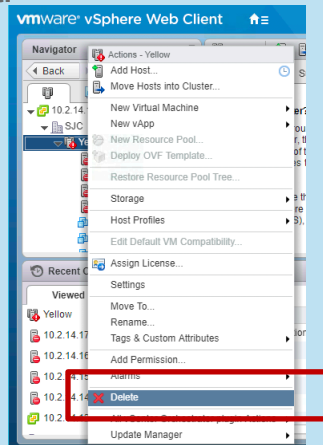 vmware® vSphere Web Client
Navigator
Actions - Yellow
Back
Add Host...
Move Hosts into Cluster...
10.2.14.
New Virtual Machine
SJC
New vApp
Ye
New Resource Pool...
Deploy OVF Template...
Restore Resource Pool Tree...
Storage
Host Profiles
Edit Default VM Compatibility...
Recent
Assign License...
Viewed
Settings
Yellow
Move To...
Rename...
10.2.14.17
Tags & Custom Attributes
10.2.14.16
Add Permission...
10.2.14.15
Alarms
10.2.14.14
Delete
Update Manager